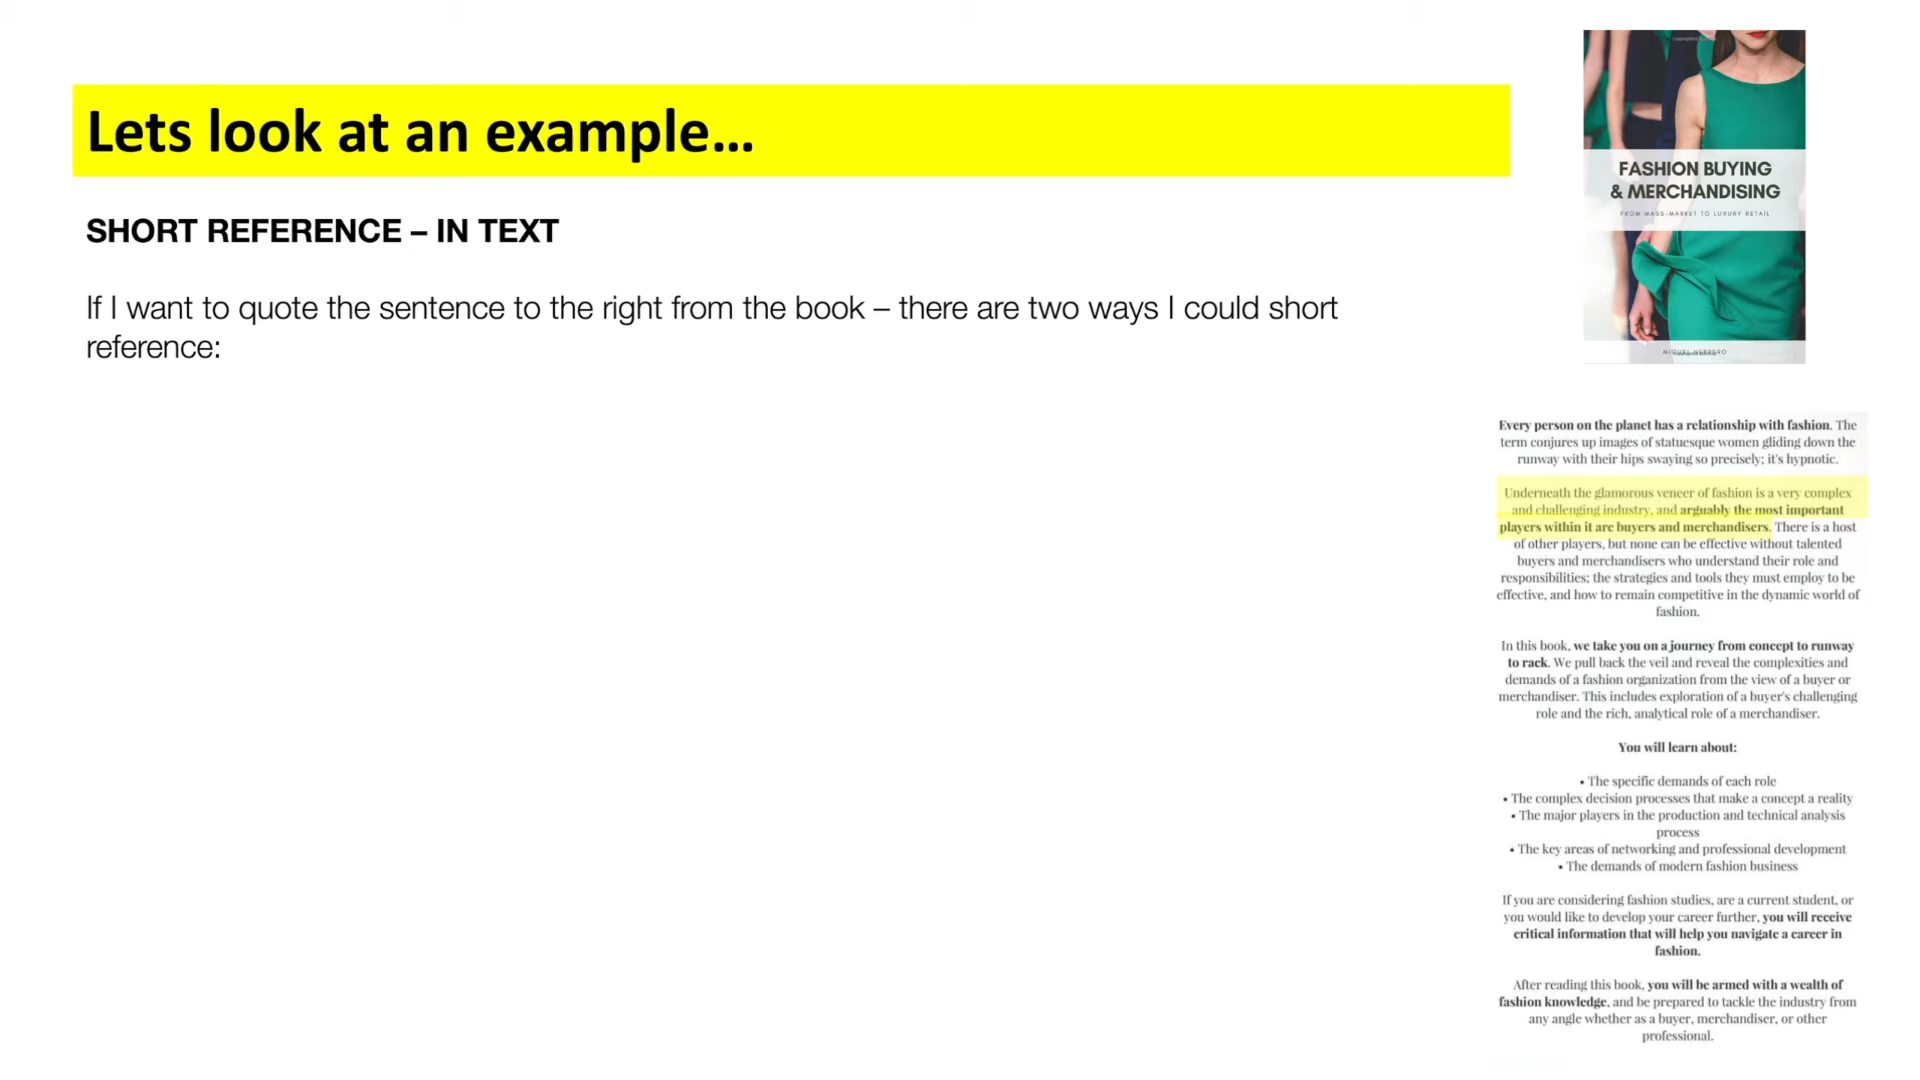 Lets look at an example…
SHORT REFERENCE – IN TEXT
If I want to quote the sentence to the right from the book – there are two ways I could short
reference:
FASHION BUYING
& MERCHANDISING
FROM MASS-MARKET TO LUXURY RETAIL
MIGUEL HERRERO
Every person on the planet has a relationship with fashion. The
term conjures up images of statuesque women gliding down the
runway with their hips swaying so precisely; it's hypnotic.
Underneath the glamorous veneer of fashion is a very complex
and challenging industry, and arguably the most important
players within it are buyers and merchandisers. There is a host
of other players, but none can be effective without talented
buyers and merchandisers who understand their role and
responsibilities; the strategies and tools they must employ to be
effective, and how to remain competitive in the dynamic world of
fashion.
In this book, we take you on a journey from concept to runway
to rack. We pull back the veil and reveal the complexities and
demands of a fashion organization from the view of a buyer or
merchandiser. This includes exploration of a buyer's challenging
role and the rich, analytical role of a merchandiser.
You will learn about:
• The specific demands of each role
• The complex decision processes that make a concept a reality
• The major players in the production and technical analysis
process
• The key areas of networking and professional development
• The demands of modern fashion business
If you are considering fashion studies, are a current student, or
you would like to develop your career further, you will receive
critical information that will help you navigate a career in
fashion.
After reading this book, you will be armed with a wealth of
fashion knowledge, and be prepared to tackle the industry from
any angle whether as a buyer, merchandiser, or other
professional.